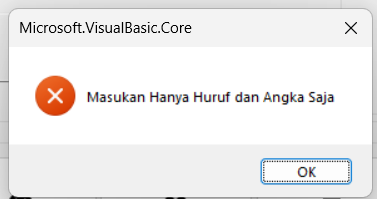 Microsoft.VisualBasic.Core
Masukan Hanya Huruf dan Angka Saja
OK